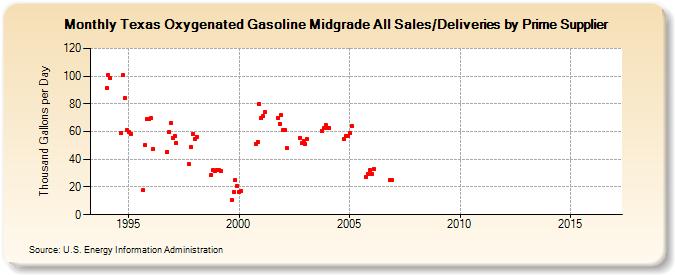 Monthly Texas Oxygenated Gasoline Midgrade All Sales/Deliveries by Prime Supplier
Thousand Gallons per Day
120
100
80
60
40
20
0
1995 2000 2005 2010 2015
Source: U.S. Energy Information Administration